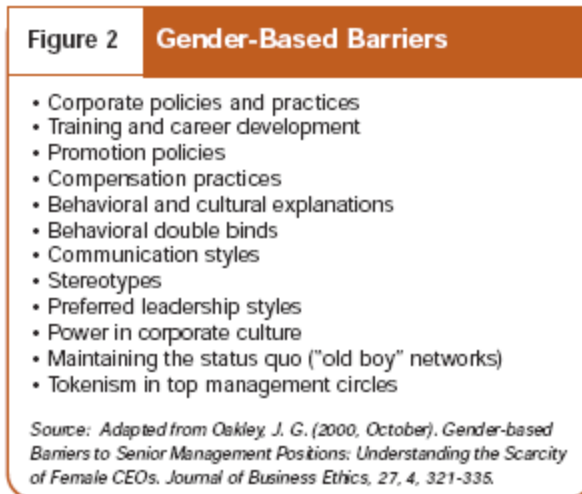 Figure 2
Gender-Based Barriers
• Corporate policies and practices
• Training and career development
• Promotion policies
• Compensation practices
• Behavioral and cultural explanations
• Behavioral double binds
• Communication styles
• Stereotypes
• Preferred leadership styles
• Power in corporate culture
• Maintaining the status quo ("old boy" networks)
• Tokenism in top management circles
Source: Adapted from Oakley, J. G. (2000, October). Gender-based
Barriers to Senior Management Positions: Understanding the Scarcity
of Female CEOs. Journal of Business Ethics, 27, 4, 321-335.